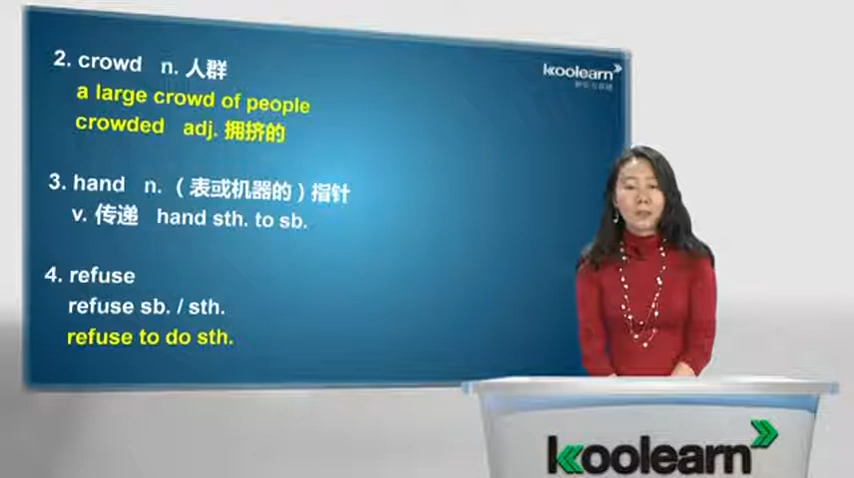 2. crowd n. 人群
a large crowd of people
crowded adj. 拥挤的
3. hand n.（表或机器的）指针
v. 传递 hand sth. to sb.
4. refuse
refuse sb. / sth.
refuse to do sth.
koolearn
koolearn